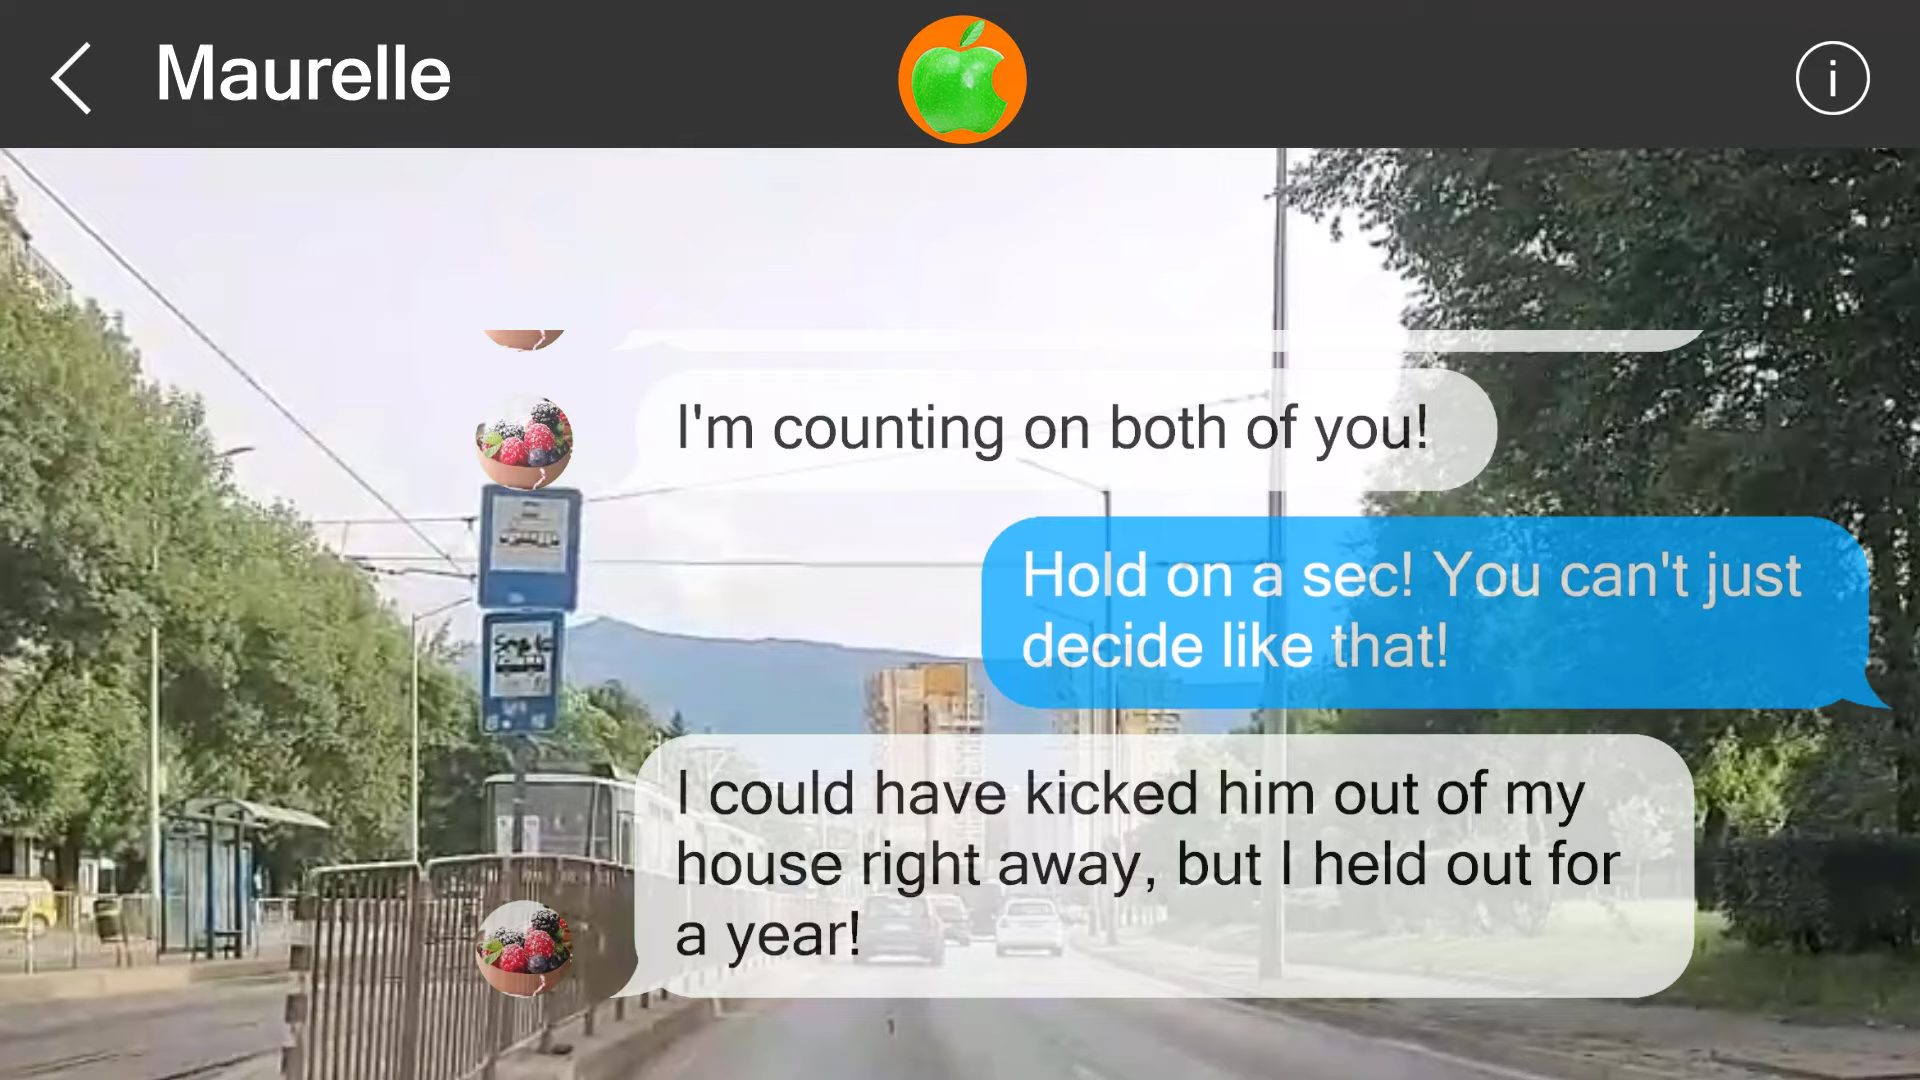 Maurelle
i
I'm counting on both of you!
Hold on a sec! You can't just
decide like that!
I could have kicked him out of my
house right away, but I held out for
a year!